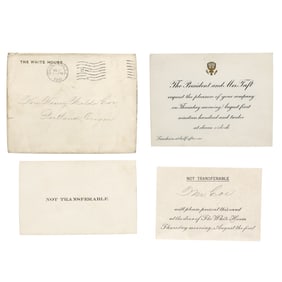 THE WHITE HOUSE
Portland Oregon
The President and Mrs. Taft
request the pleasure of your company
on Thursday morning August first
nineteen hundred and twelve
at eleven o'clock
NOT TRANSFERABLE
NOT TRANSFERABLE
will please present this card
at the door of The White House
Thursday morning, August the first